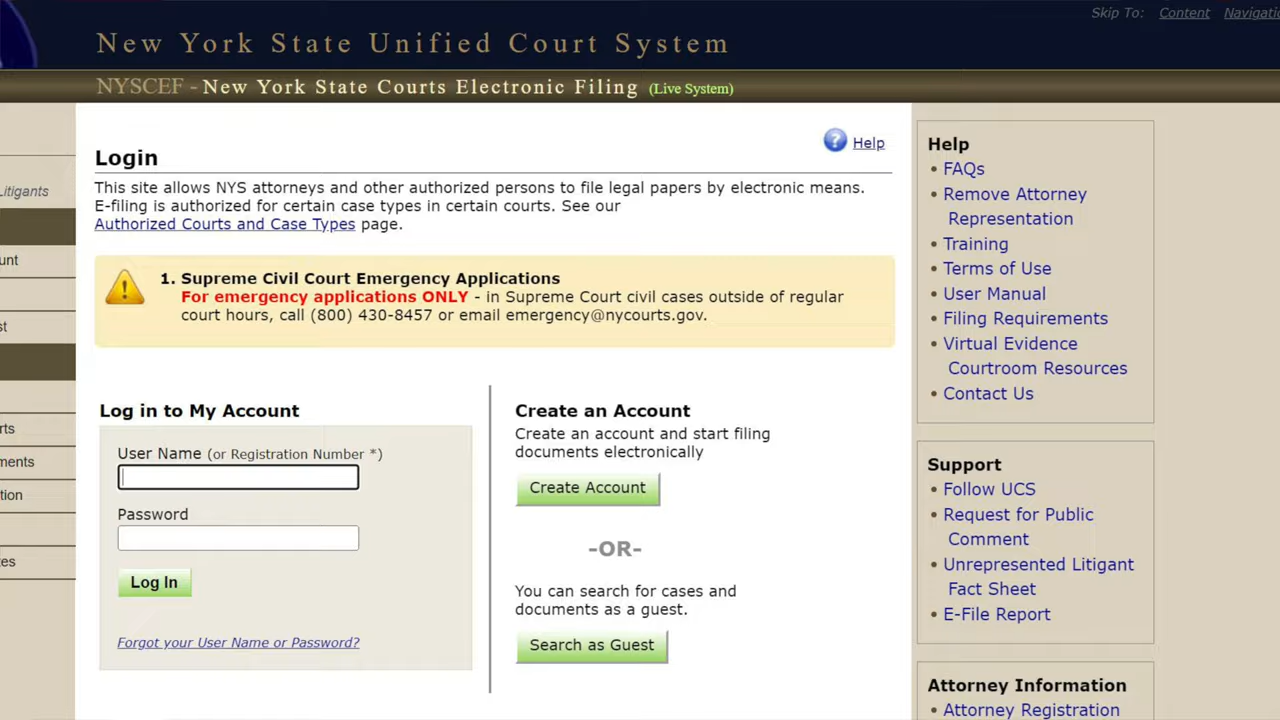 Skip To: Content
New York State Unified Court System
NYSCEF - New York State Courts Electronic Filing (Live System)
Litigants
Login
Help
This site allows NYS attorneys and other authorized persons to file legal papers by electronic means.
E-filing is authorized for certain case types in certain courts. See our
Authorized Courts and Case Types page.
1. Supreme Civil Court Emergency Applications
For emergency applications ONLY - in Supreme Court civil cases outside of regular
court hours, call (800) 430-8457 or email emergency@nycourts.gov.
Log in to My Account
User Name (or Registration Number *)
Password
Log In
Forgot your User Name or Password?
Create an Account
Create an account and start filing
documents electronically
Create Account
-OR-
You can search for cases and
documents as a guest.
Search as Guest
Help
• FAQs
• Remove Attorney
Representation
• Training
• Terms of Use
• User Manual
• Filing Requirements
• Virtual Evidence
Courtroom Resources
• Contact Us
Support
• Follow UCS
• Request for Public
Comment
• Unrepresented Litigant
Fact Sheet
• E-File Report
Attorney Information
• Attorney Registration